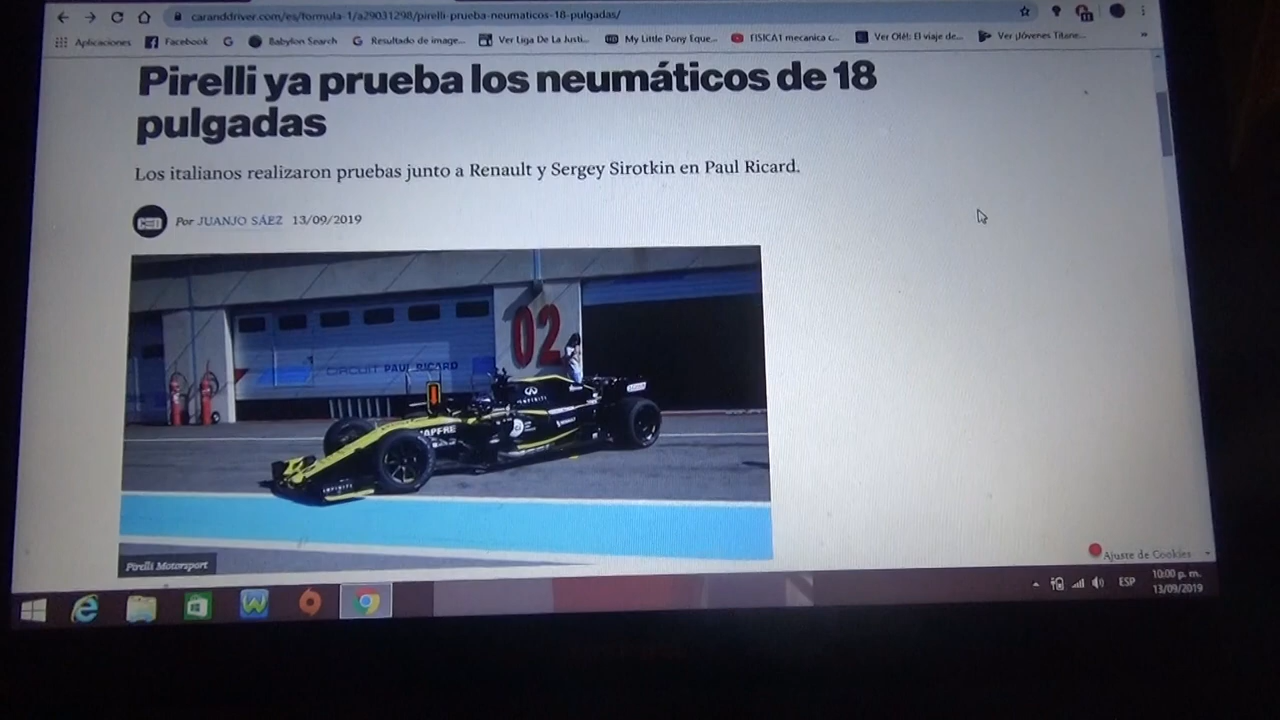 caranddriver.com/es/formula-1/a29031298/pirelli-prueba-neumaticos-18-pulgadas/
Aplicaciones Facebook Babylon Search Resultado de image... Ver Liga De La Justi... My Little Pony Eque... FISICA1 mecanica c... Ver Olé!: El viaje de... Ver ¡Jóvenes Titane... »
Pirelli ya prueba los neumáticos de 18
pulgadas
Los italianos realizaron pruebas junto a Renault y Sergey Sirotkin en Paul Ricard.
Por JUANJO SÁEZ 13/09/2019
02
CIRCUIT PAUL RICARD
INFINITI
MAPFRE
INFINITI
Pirelli Motorsport
Ajuste de Cookies
ESP
10:00 p. m.
13/09/2019